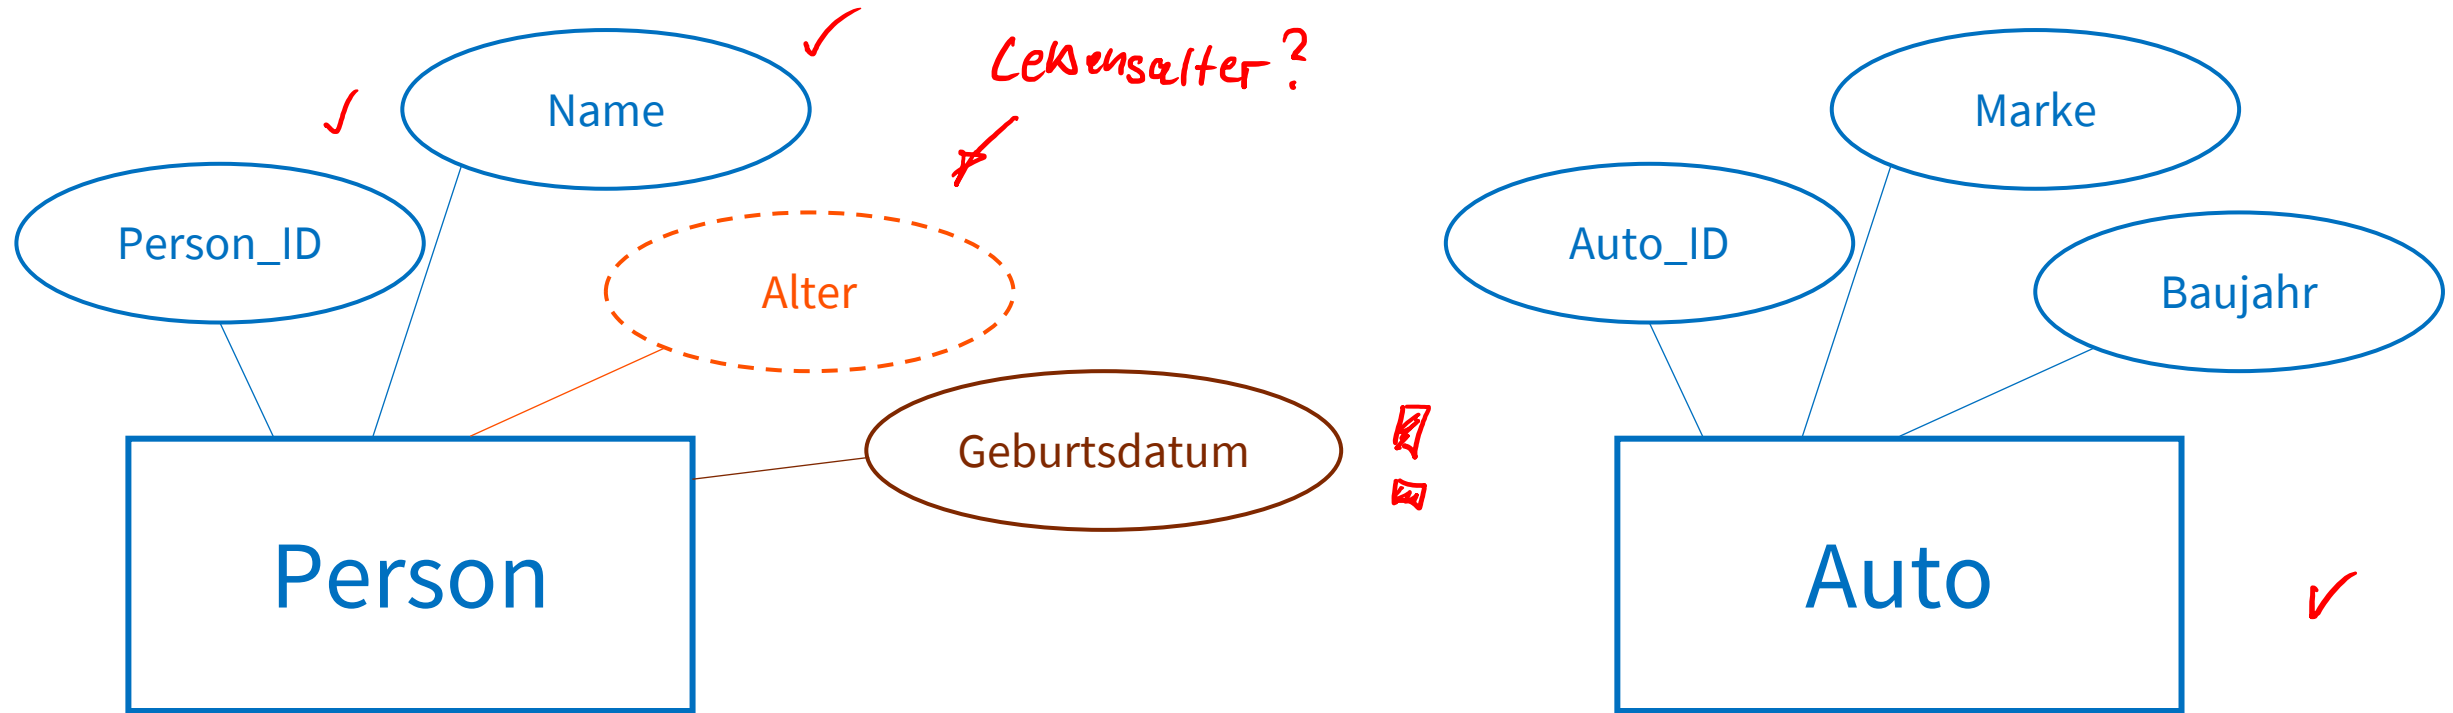 Name
Lebensalter?
Marke
Person_ID
Auto_ID
Alter
Baujahr
Geburtsdatum
Person
Auto